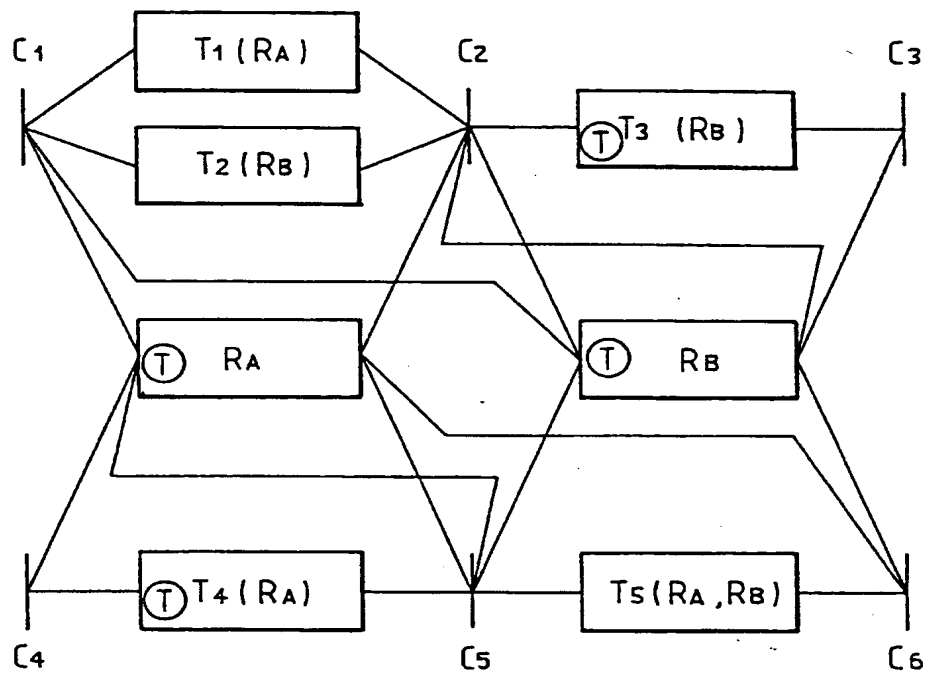 C1
T1 (RA)
C2
C3
T2 (RB)
T T3 (RB)
T RA
T RB
T T4 (RA)
T5 (RA, RB)
C4
C5
C6